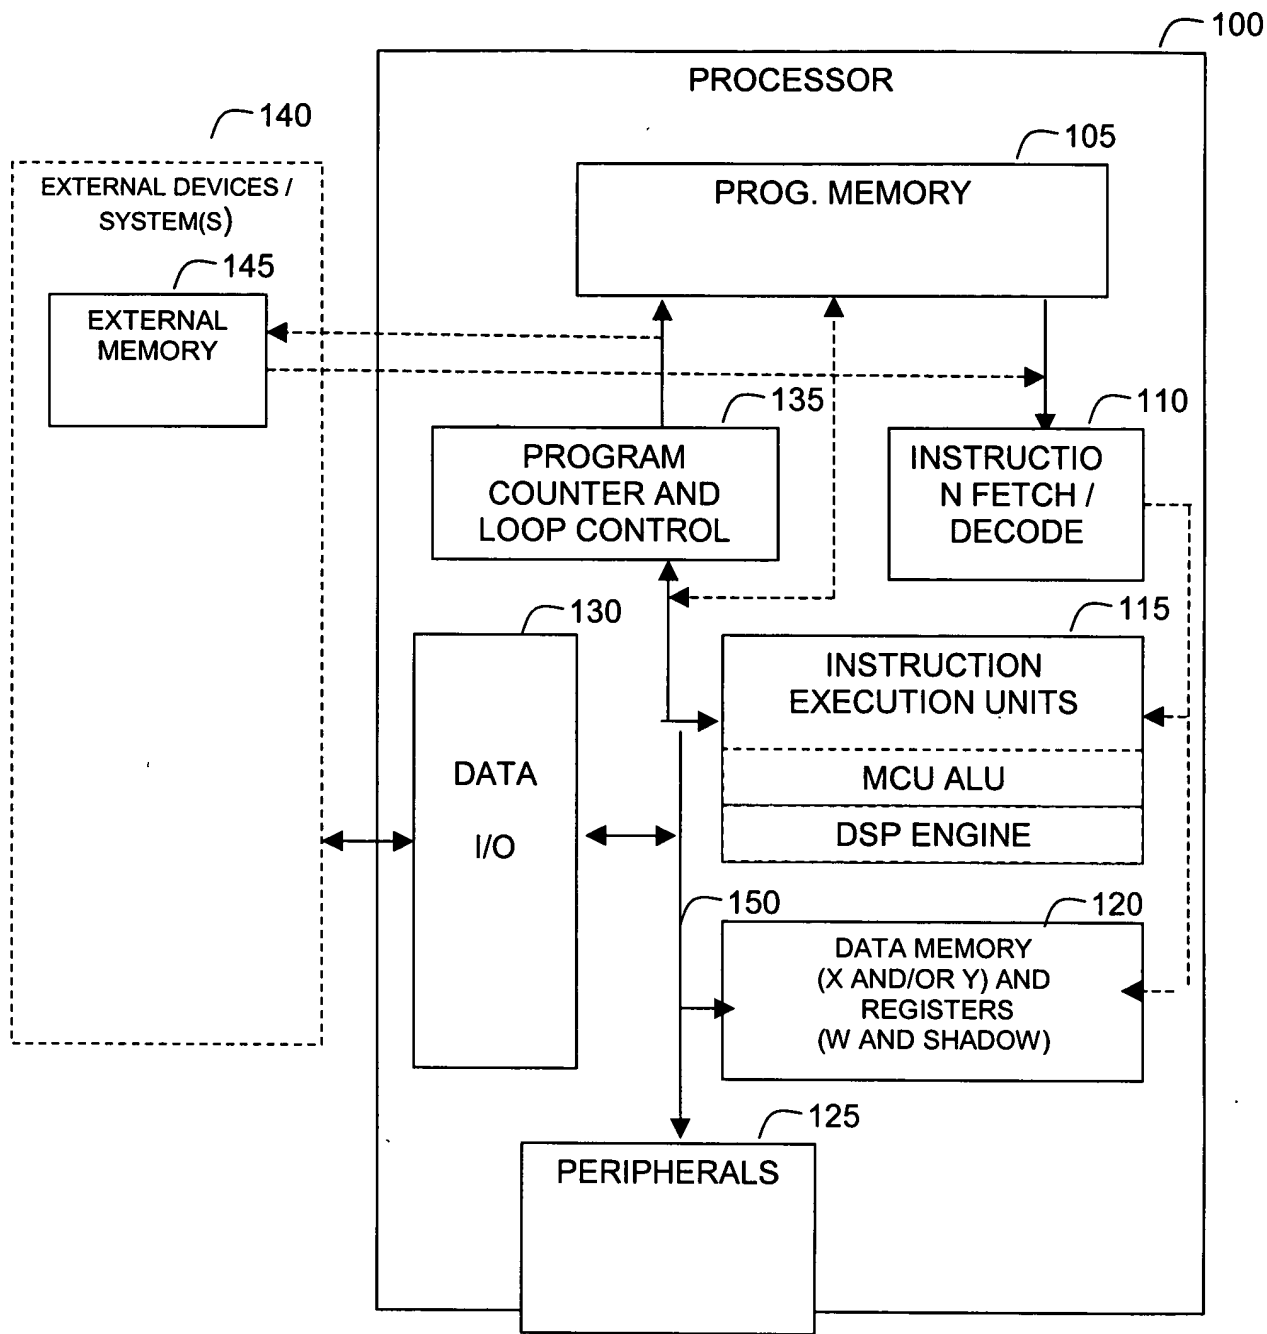 100
PROCESSOR
140
105
EXTERNAL DEVICES /
SYSTEM(S)
PROG. MEMORY
145
EXTERNAL
MEMORY
135
110
PROGRAM
COUNTER AND
LOOP CONTROL
INSTRUCTIO
N FETCH /
DECODE
130
115
INSTRUCTION
EXECUTION UNITS
DATA
I/O
MCU ALU
DSP ENGINE
150
120
DATA MEMORY
(X AND/OR Y) AND
REGISTERS
(W AND SHADOW)
125
PERIPHERALS